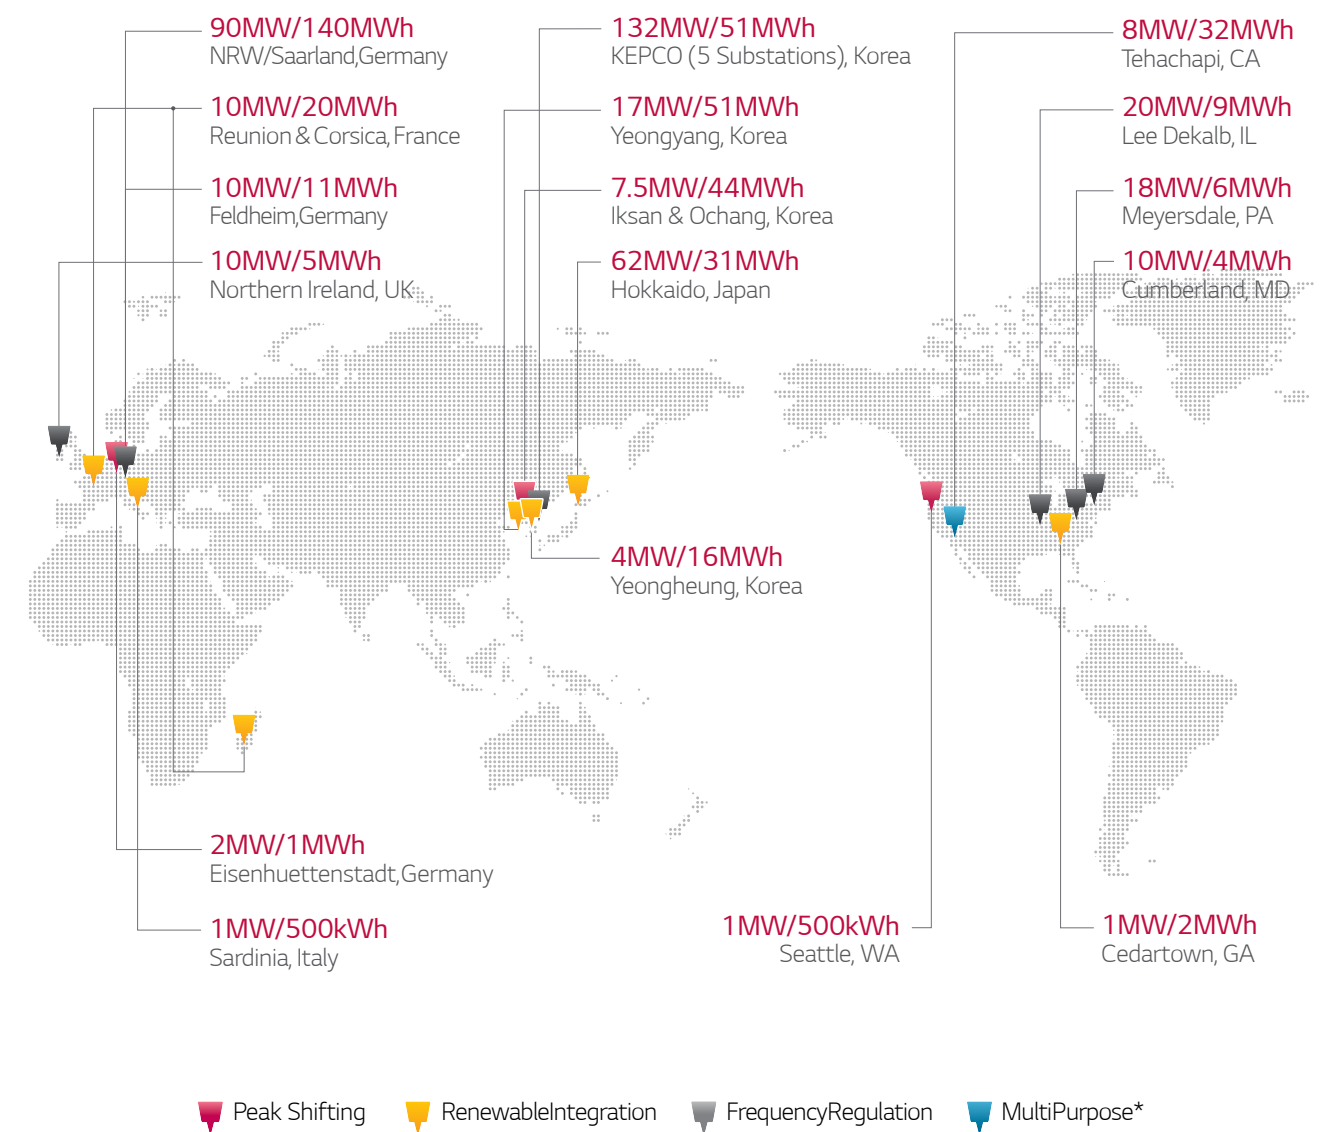 90MW/140MWh
NRW/Saarland,Germany
10MW/20MWh
Reunion & Corsica, France
10MW/11MWh
Feldheim,Germany
10MW/5MWh
Northern Ireland, UK
132MW/51MWh
KEPCO (5 Substations), Korea
17MW/51MWh
Yeongyang, Korea
7.5MW/44MWh
Iksan & Ochang, Korea
62MW/31MWh
Hokkaido, Japan
8MW/32MWh
Tehachapi, CA
20MW/9MWh
Lee Dekalb, IL
18MW/6MWh
Meyersdale, PA
10MW/4MWh
Cumberland, MD
4MW/16MWh
Yeongheung, Korea
2MW/1MWh
Eisenhuettenstadt,Germany
1MW/500kWh
Sardinia, Italy
1MW/500kWh
Seattle, WA
1MW/2MWh
Cedartown, GA
Peak Shifting
RenewableIntegration
FrequencyRegulation
MultiPurpose*